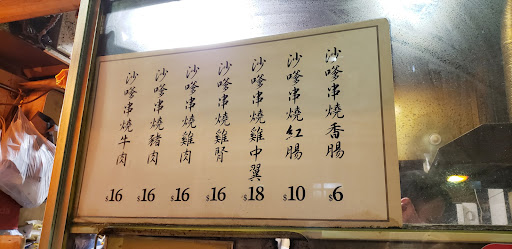 沙嗲串燒香腸 $6
沙嗲串燒紅腸 $10
沙嗲串燒雞中翼 $18
沙嗲串燒雞腎 $16
沙嗲串燒雞肉 $16
沙嗲串燒豬肉 $16
沙嗲串燒牛肉 $16